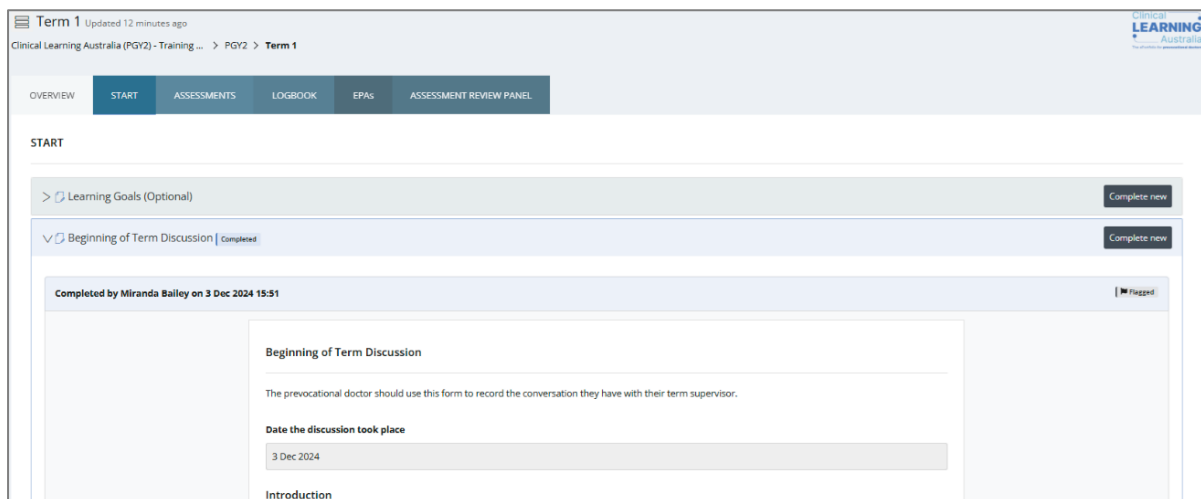 Term 1 Updated 12 minutes ago
Clinical
LEARNING
Australia
Clinical Learning Australia (PGY2) - Training ... > PGY2 > Term 1
OVERVIEW START ASSESSMENTS LOGBOOK EPAs ASSESSMENT REVIEW PANEL
START
Learning Goals (Optional) Complete new
Beginning of Term Discussion Completed Complete new
Completed by Miranda Bailey on 3 Dec 2024 15:51 Flagged
Beginning of Term Discussion
The prevocational doctor should use this form to record the conversation they have with their term supervisor.
Date the discussion took place
3 Dec 2024
Introduction